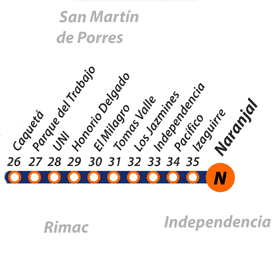 San Martín
de Porres
Caquetá
Parque del Trabajo
UNI
Honorio Delgado
El Milagro
Tomas Valle
Los Jazmines
Independencia
Pacífico
Izaguirre
Naranjal
26 27 28 29 30 31 32 33 34 35
N
Rimac
Independencia